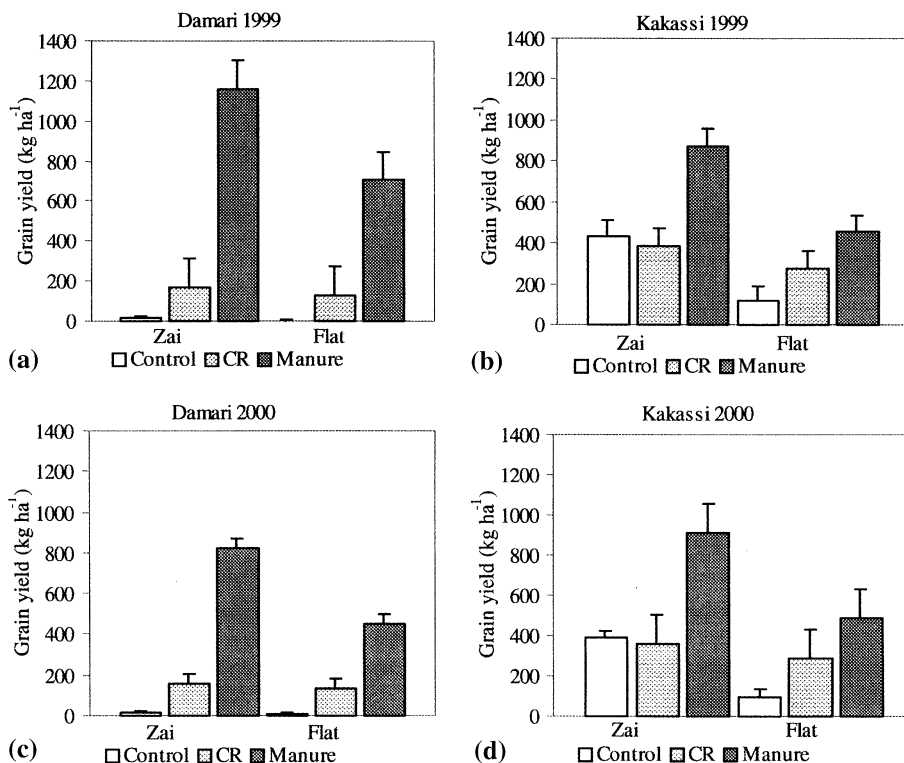 Damari 1999
Grain yield (kg ha⁻¹)
1400
1200
1000
800
600
400
200
0
Zai Flat
(a)
Control CR Manure
Kakassi 1999
Grain yield (kg ha⁻¹)
1400
1200
1000
800
600
400
200
0
Zai Flat
(b)
Control CR Manure
Damari 2000
Grain yield (kg ha⁻¹)
1400
1200
1000
800
600
400
200
0
Zai Flat
(c)
Control CR Manure
Kakassi 2000
Grain yield (kg ha⁻¹)
1400
1200
1000
800
600
400
200
0
Zai Flat
(d)
Control CR Manure